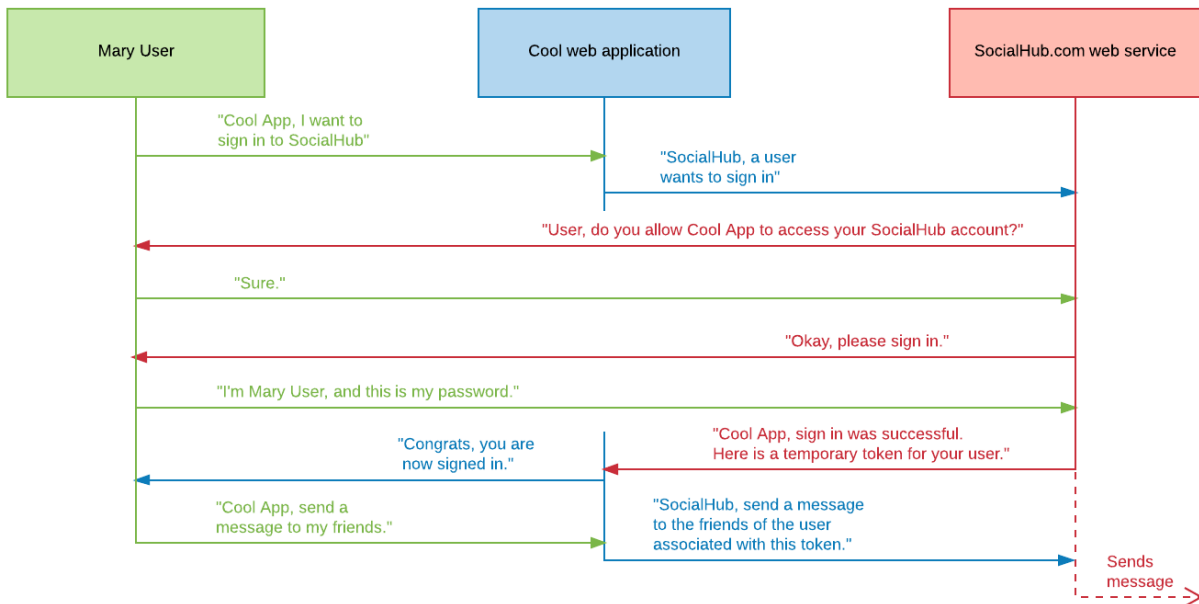 Mary User
Cool web application
SocialHub.com web service
"Cool App, I want to
sign in to SocialHub"
"SocialHub, a user
wants to sign in"
"User, do you allow Cool App to access your SocialHub account?"
"Sure."
"Okay, please sign in."
"I'm Mary User, and this is my password."
"Cool App, sign in was successful.
Here is a temporary token for your user."
"Congrats, you are
now signed in."
"Cool App, send a
message to my friends."
"SocialHub, send a message
to the friends of the user
associated with this token."
Sends
message